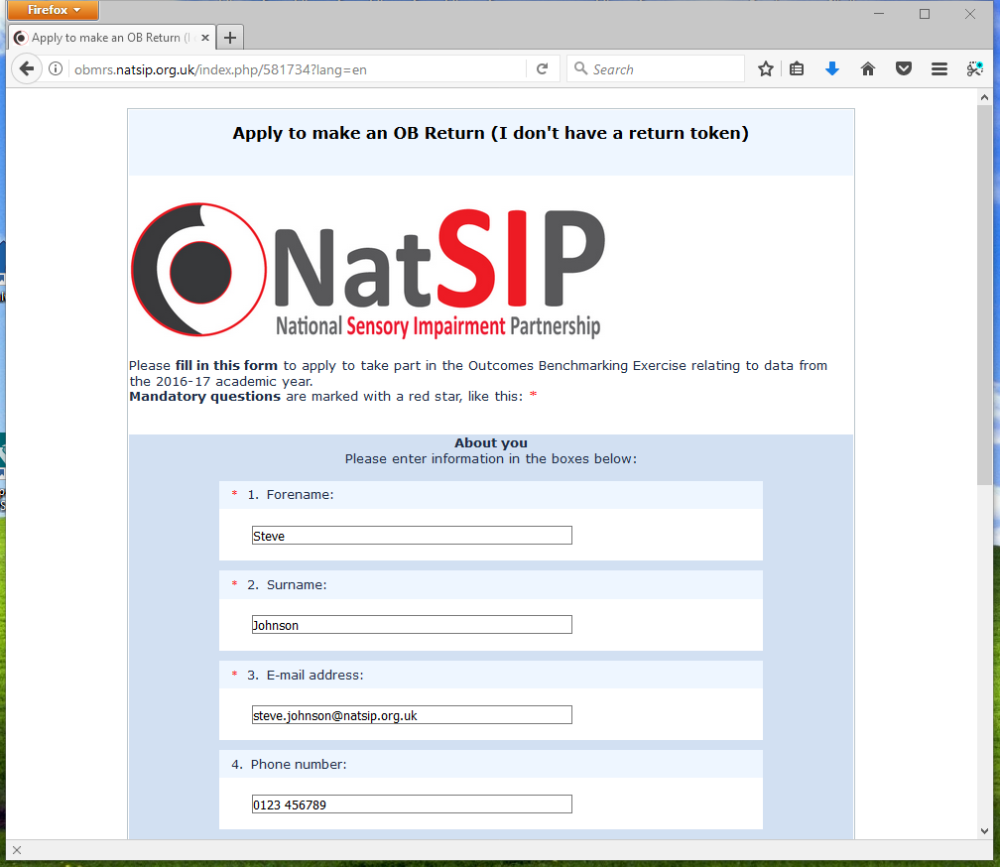 Firefox
Apply to make an OB Return (I
obmrs.natsip.org.uk/index.php/581734?lang=en
Search
Apply to make an OB Return (I don't have a return token)
NatSIP
National Sensory Impairment Partnership
Please fill in this form to apply to take part in the Outcomes Benchmarking Exercise relating to data from
the 2016-17 academic year.
Mandatory questions are marked with a red star, like this: *
About you
Please enter information in the boxes below:
* 1. Forename:
Steve
* 2. Surname:
Johnson
* 3. E-mail address:
steve.johnson@natsip.org.uk
4. Phone number:
0123 456789